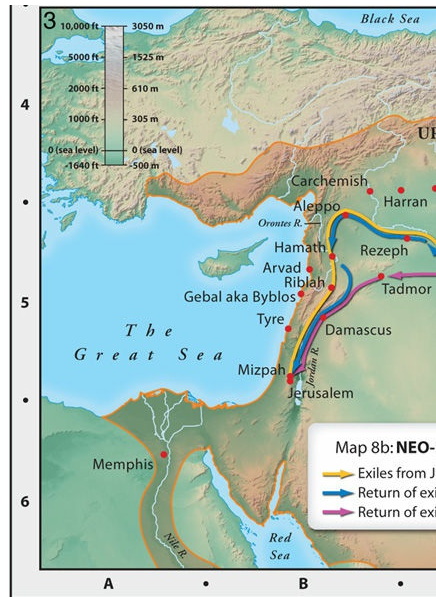 3
10,000 ft 3050 m
5000 ft 1525 m
2000 ft 610 m
1000 ft 305 m
0 (sea level) 0 (sea level)
-1640 ft -500 m
Black Sea
4
UR
Carchemish
Harran
Aleppo
Orontes R.
Hamath
Rezeph
Arvad
Riblah
Tadmor
5
Gebal aka Byblos
Tyre
Damascus
The
Great Sea
Mizpah
Jordan R.
Jerusalem
Map 8b: NEO-
Memphis
Exiles from J
Return of exi
Return of exi
6
Nile R.
Red
Sea
A
B